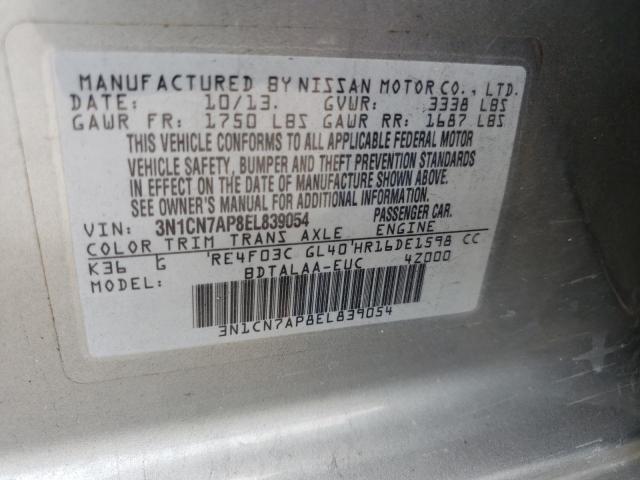 MANUFACTURED BY NISSAN MOTOR CO., LTD.
DATE: 10/13. GVWR: 3338 LBS
GAWR FR: 1750 LBS GAWR RR: 1687 LBS
THIS VEHICLE CONFORMS TO ALL APPLICABLE FEDERAL MOTOR
VEHICLE SAFETY, BUMPER AND THEFT PREVENTION STANDARDS
IN EFFECT ON THE DATE OF MANUFACTURE SHOWN ABOVE.
SEE OWNER'S MANUAL FOR ADDITIONAL INFORMATION.
VIN: 3N1CN7AP8EL839054 PASSENGER CAR.
COLOR TRIM TRANS AXLE ENGINE
K36 G RE4F03C GL40 HR16DE1598 CC
MODEL: BDTALAA-EUC 4Z000
3N1CN7AP8EL839054